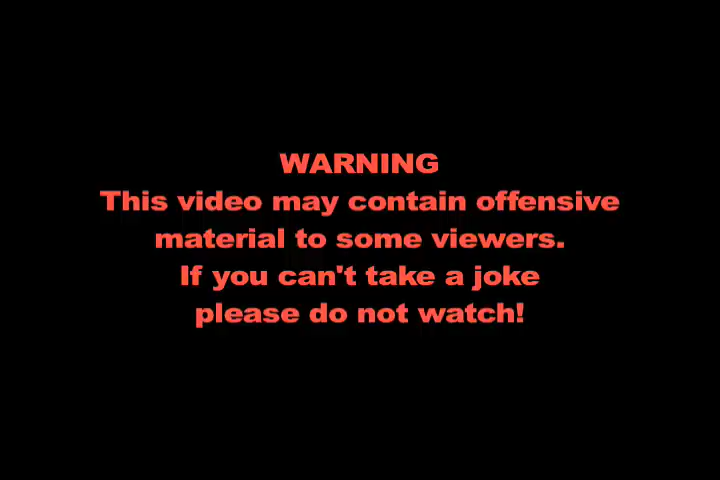 WARNING
This video may contain offensive
material to some viewers.
If you can't take a joke
please do not watch!